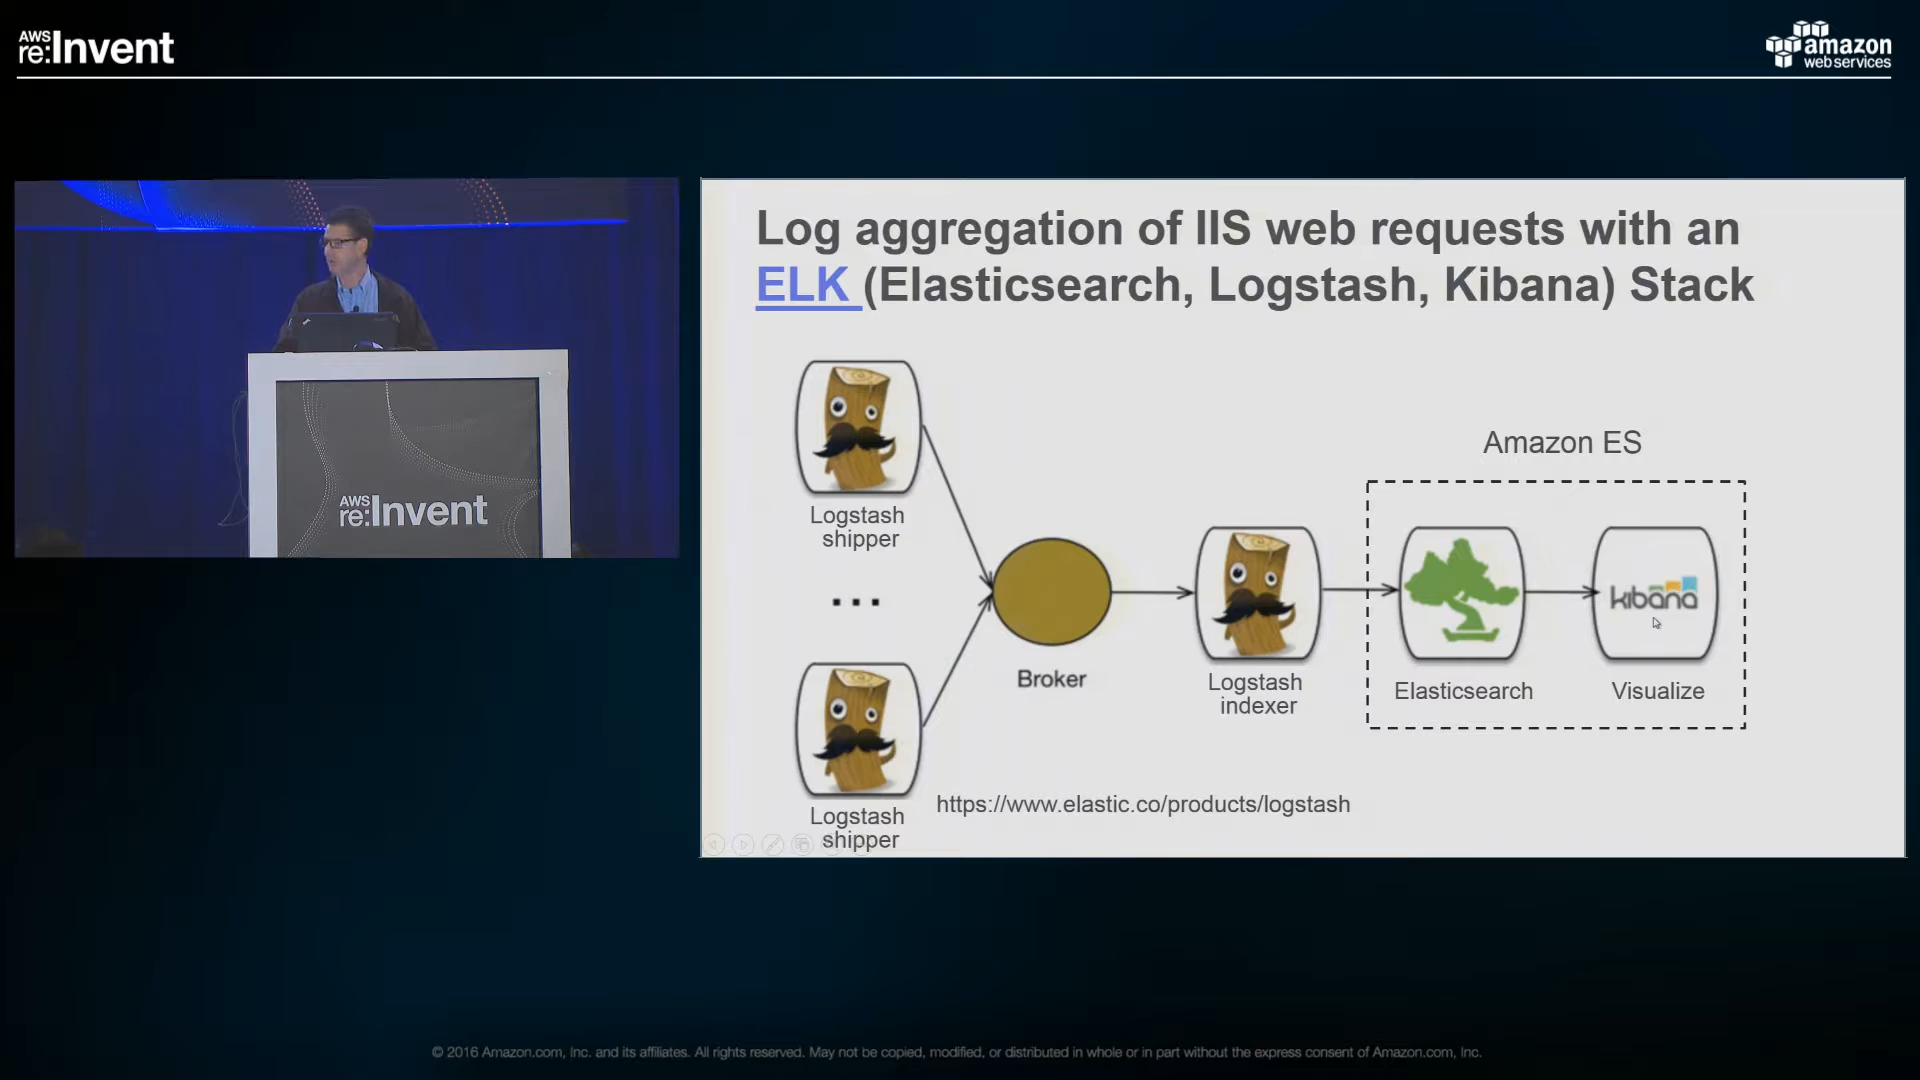 AWS
re:Invent
amazon
web services
AWS
re:Invent
Log aggregation of IIS web requests with an
ELK (Elasticsearch, Logstash, Kibana) Stack
Logstash
shipper
...
Logstash
shipper
Broker
Logstash
indexer
Amazon ES
Elasticsearch
kibana
Visualize
https://www.elastic.co/products/logstash
© 2016 Amazon.com, Inc. and its affiliates. All rights reserved. May not be copied, modified, or distributed in whole or in part without the express consent of Amazon.com, Inc.